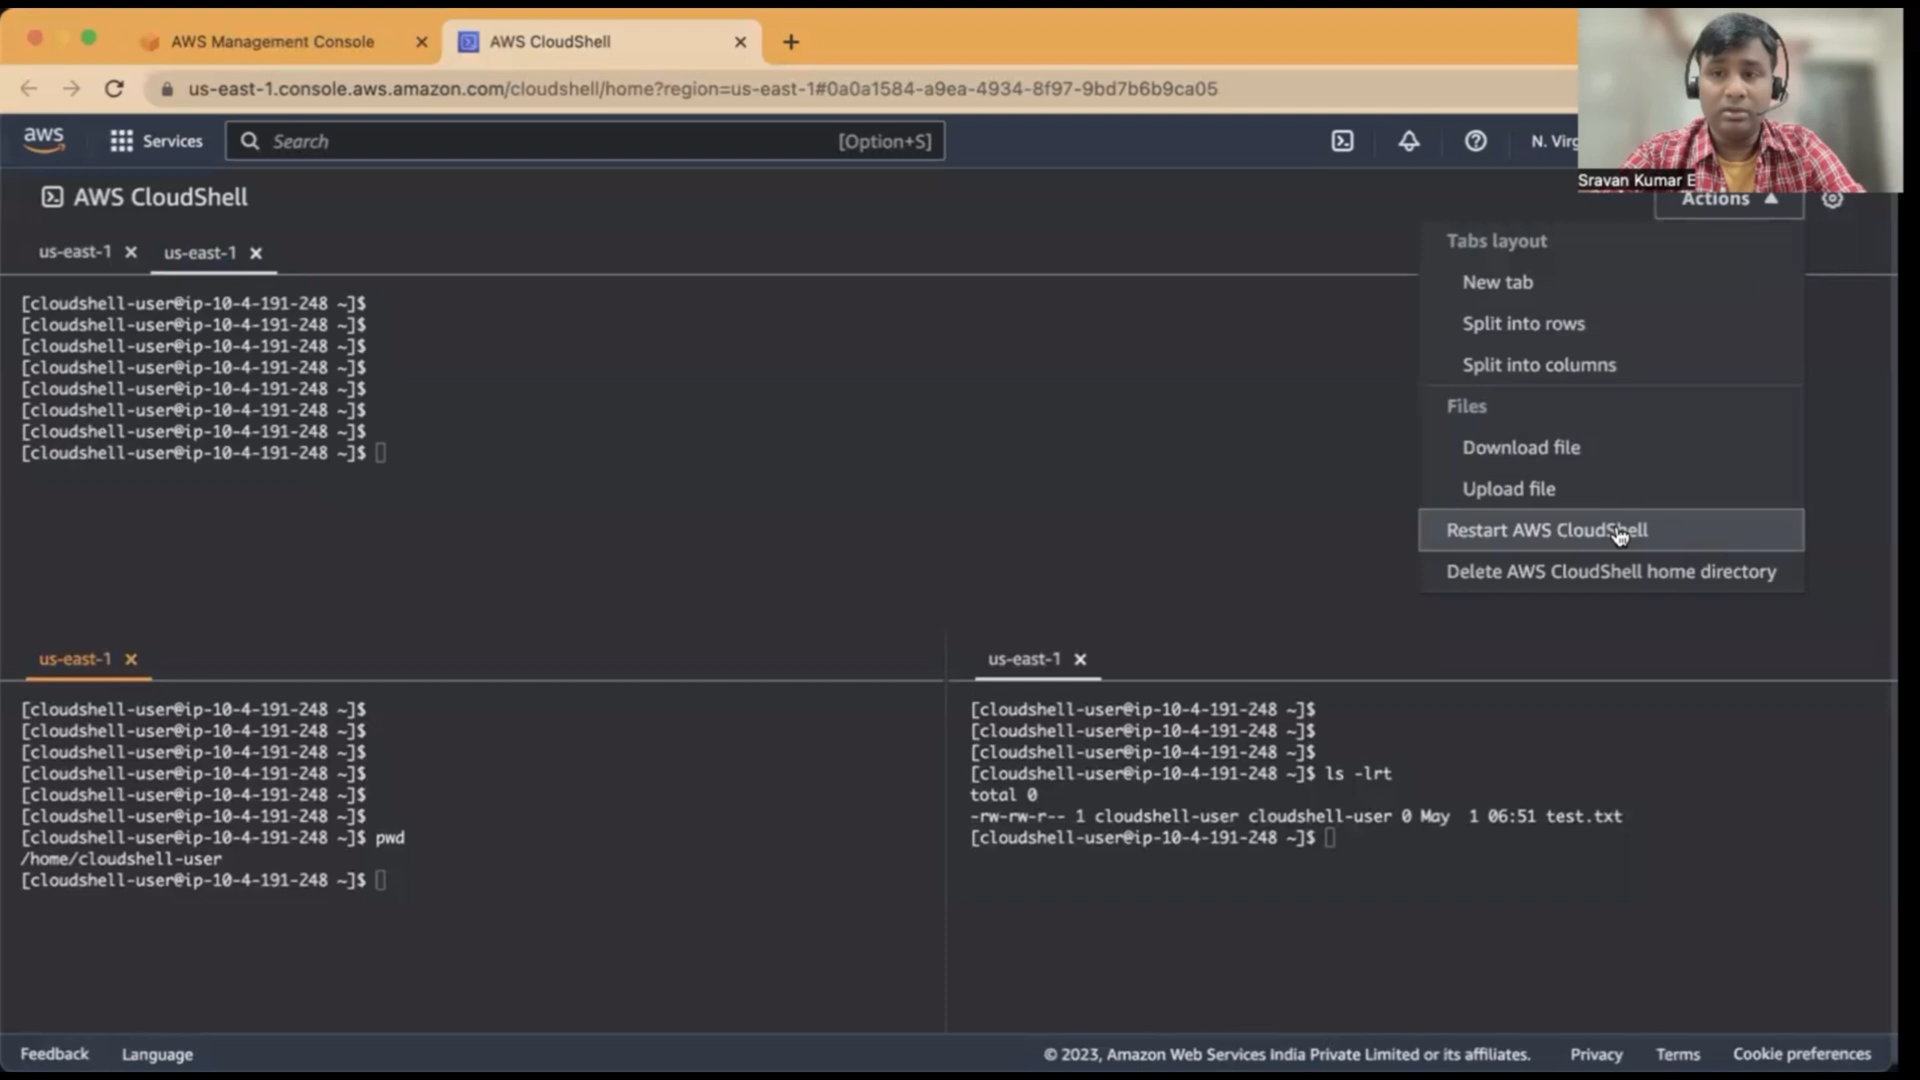 AWS Management Console
AWS CloudShell
us-east-1.console.aws.amazon.com/cloudshell/home?region=us-east-1#0a0a1584-a9ea-4934-8f97-9bd7b6b9ca05
aws
Services
Search
[Option+S]
N. Virg
Sravan Kumar E
AWS CloudShell
Actions
us-east-1
us-east-1
Tabs layout
New tab
Split into rows
Split into columns
Files
Download file
Upload file
Restart AWS CloudShell
Delete AWS CloudShell home directory
[cloudshell-user@ip-10-4-191-248 ~]$
[cloudshell-user@ip-10-4-191-248 ~]$
[cloudshell-user@ip-10-4-191-248 ~]$
[cloudshell-user@ip-10-4-191-248 ~]$
[cloudshell-user@ip-10-4-191-248 ~]$
[cloudshell-user@ip-10-4-191-248 ~]$
[cloudshell-user@ip-10-4-191-248 ~]$
[cloudshell-user@ip-10-4-191-248 ~]$
us-east-1
[cloudshell-user@ip-10-4-191-248 ~]$
[cloudshell-user@ip-10-4-191-248 ~]$
[cloudshell-user@ip-10-4-191-248 ~]$
[cloudshell-user@ip-10-4-191-248 ~]$
[cloudshell-user@ip-10-4-191-248 ~]$
[cloudshell-user@ip-10-4-191-248 ~]$
[cloudshell-user@ip-10-4-191-248 ~]$ pwd
/home/cloudshell-user
[cloudshell-user@ip-10-4-191-248 ~]$
us-east-1
[cloudshell-user@ip-10-4-191-248 ~]$
[cloudshell-user@ip-10-4-191-248 ~]$
[cloudshell-user@ip-10-4-191-248 ~]$
[cloudshell-user@ip-10-4-191-248 ~]$ ls -lrt
total 0
-rw-rw-r-- 1 cloudshell-user cloudshell-user 0 May  1 06:51 test.txt
[cloudshell-user@ip-10-4-191-248 ~]$
Feedback
Language
© 2023, Amazon Web Services India Private Limited or its affiliates.
Privacy
Terms
Cookie preferences